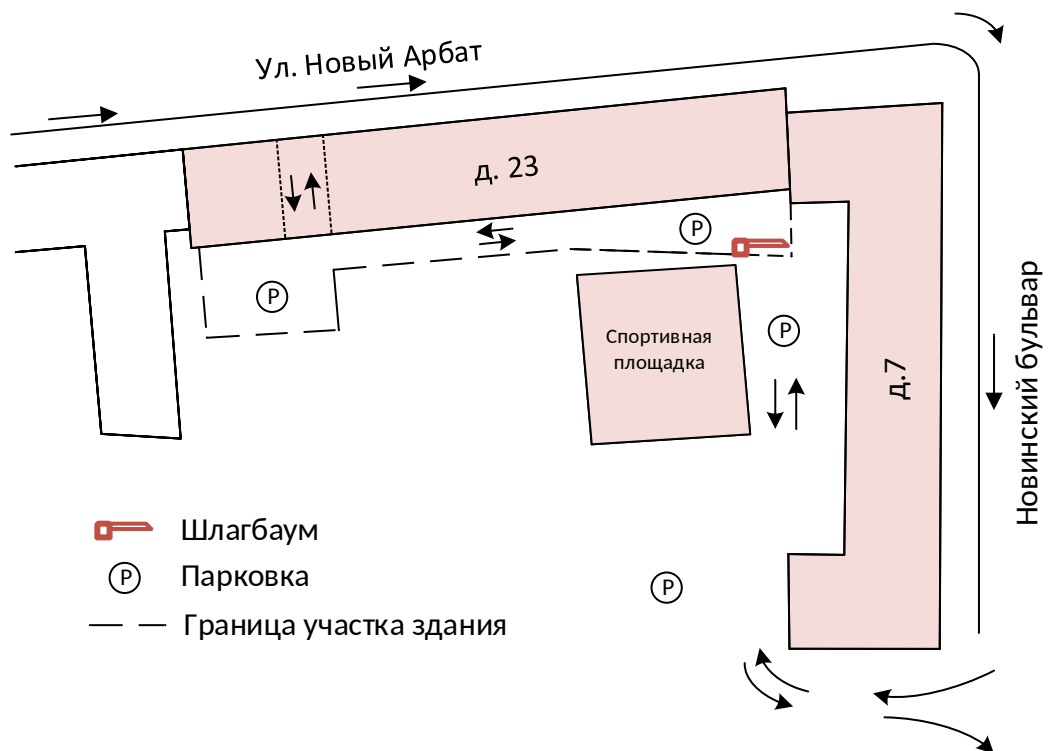 Ул. Новый Арбат
д. 23
P
P
P
Спортивная
площадка
д.7
Новинский бульвар
Шлагбаум
P
Парковка
P
Граница участка здания